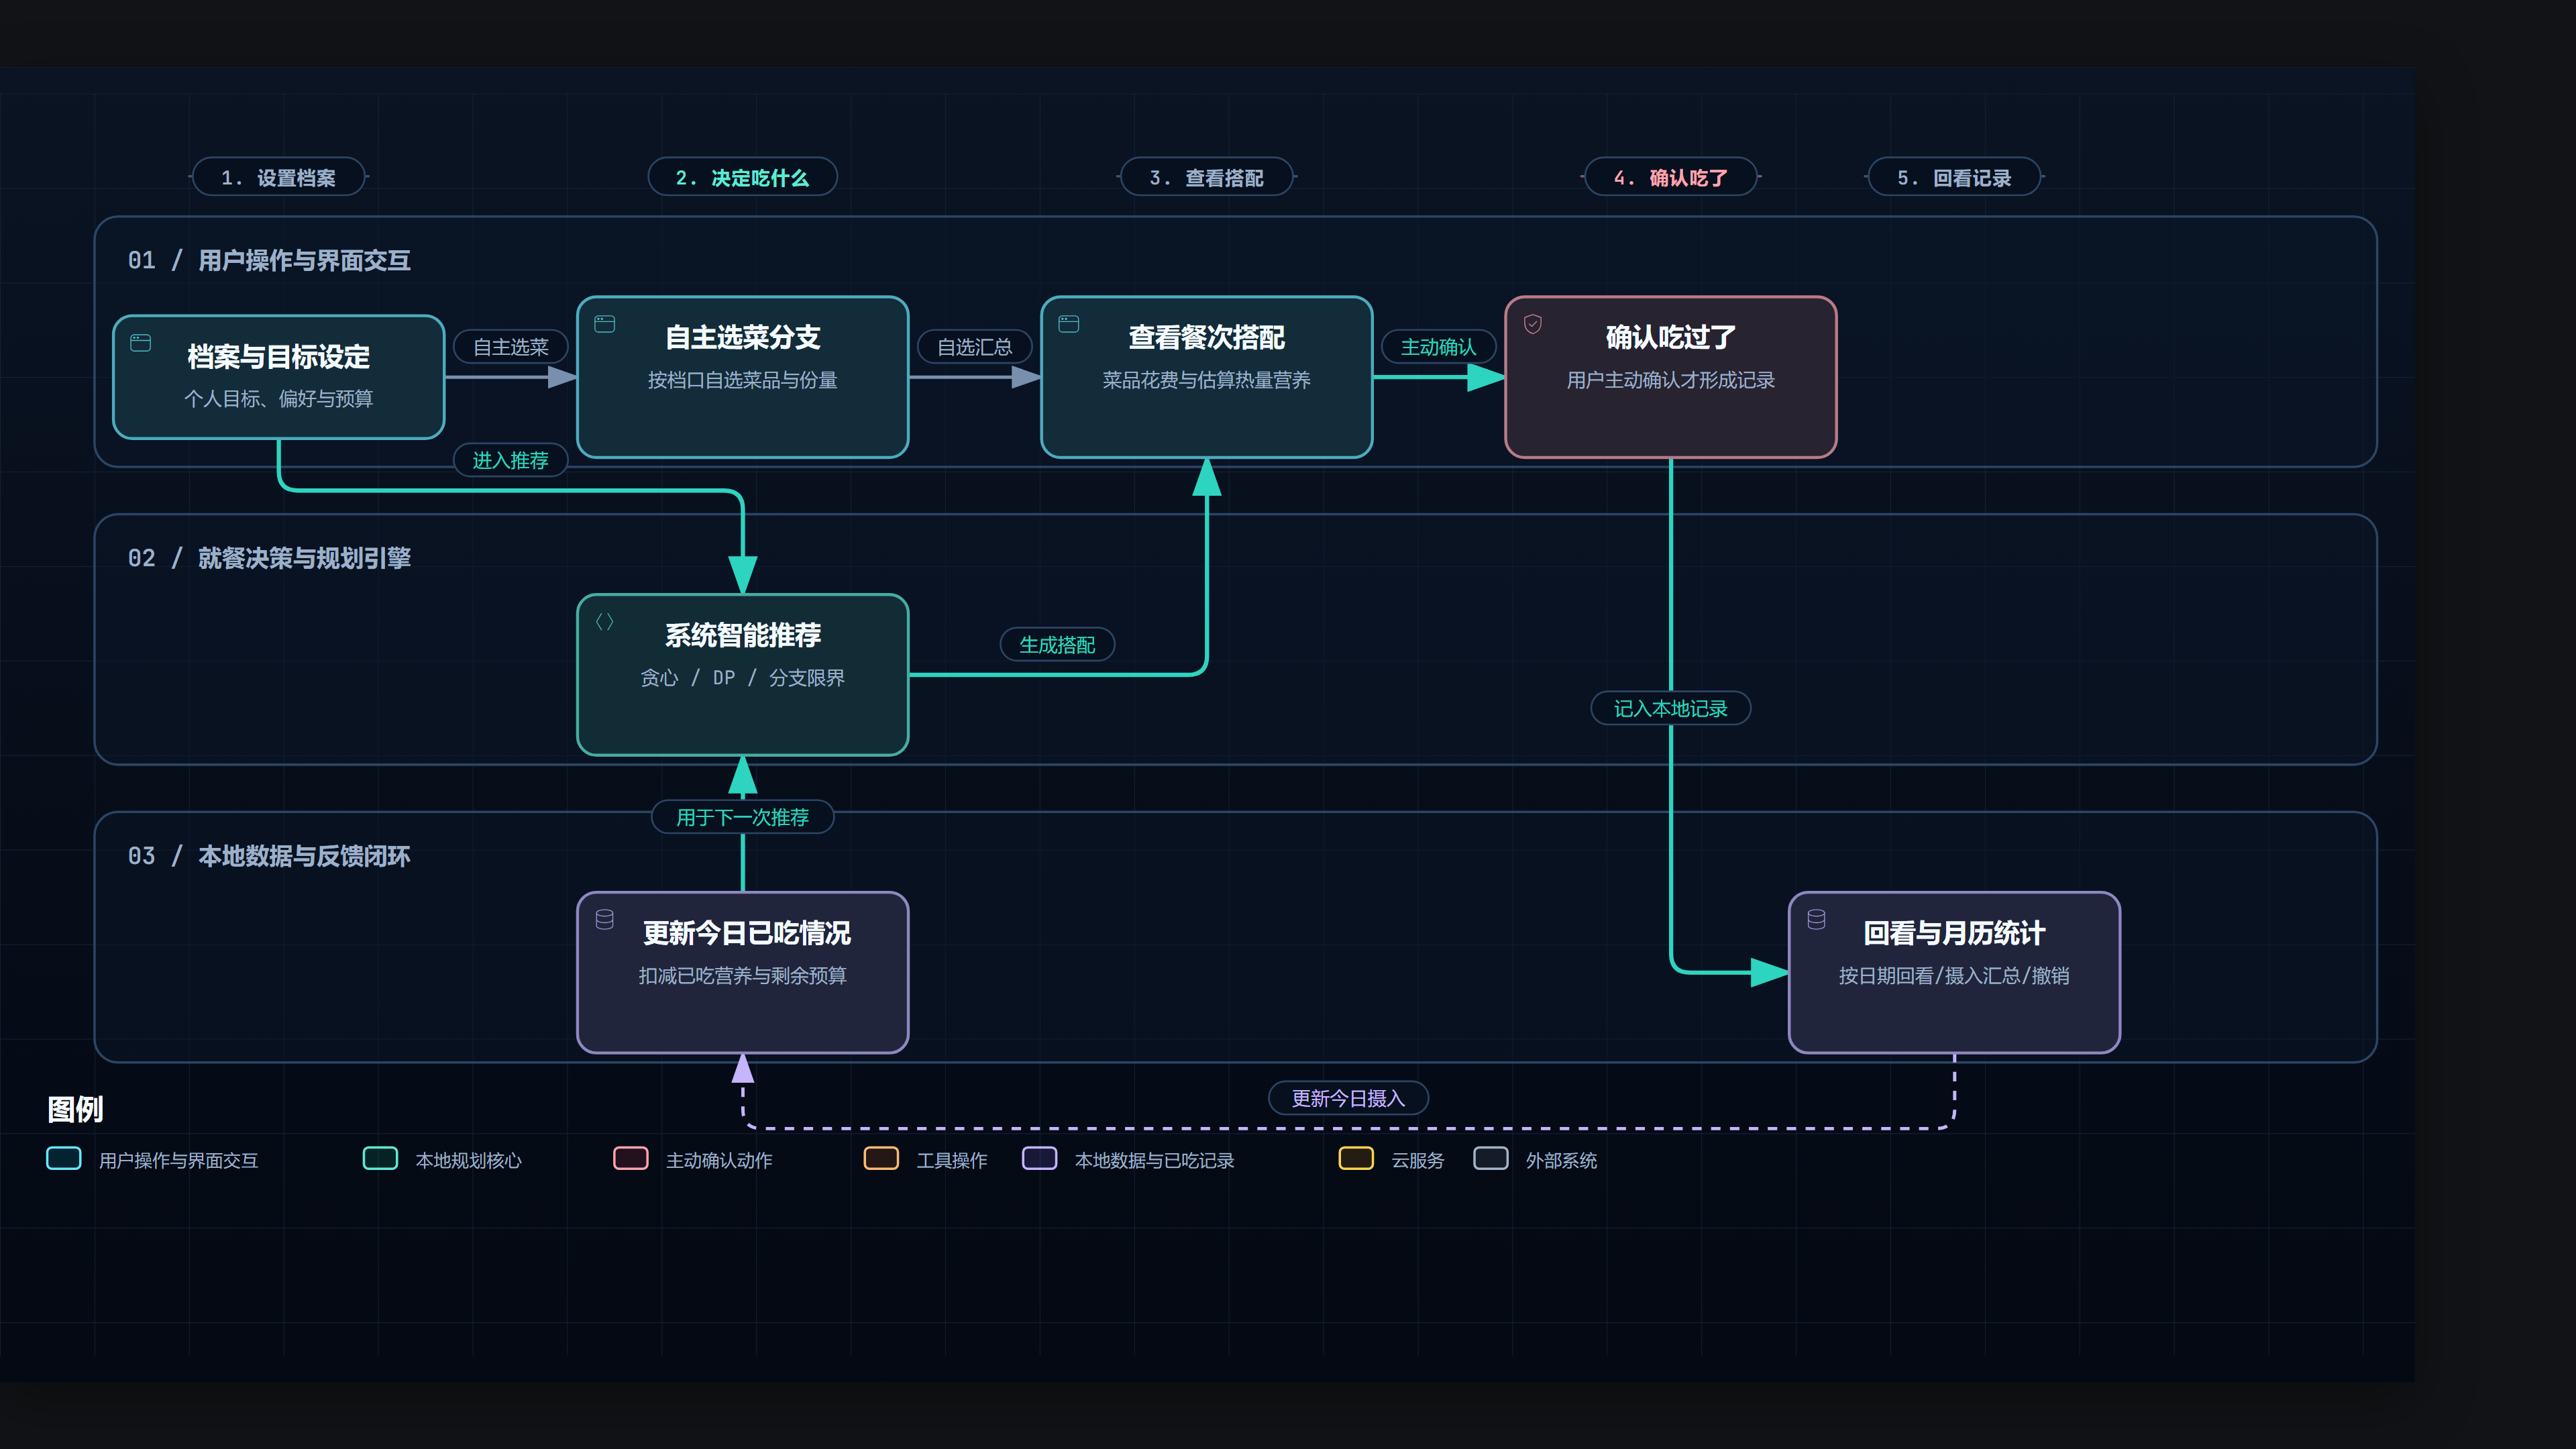 1. 设置档案
2. 决定吃什么
3. 查看搭配
4. 确认吃了
5. 回看记录
01 / 用户操作与界面交互
档案与目标设定
个人目标、偏好与预算
自主选菜
自主选菜分支
按档口自选菜品与份量
自选汇总
查看餐次搭配
菜品花费与估算热量营养
主动确认
确认吃过了
用户主动确认才形成记录
进入推荐
02 / 就餐决策与规划引擎
系统智能推荐
贪心 / DP / 分支限界
生成搭配
记入本地记录
用于下一次推荐
03 / 本地数据与反馈闭环
更新今日已吃情况
扣减已吃营养与剩余预算
回看与月历统计
按日期回看/摄入汇总/撤销
更新今日摄入
图例
用户操作与界面交互
本地规划核心
主动确认动作
工具操作
本地数据与已吃记录
云服务
外部系统